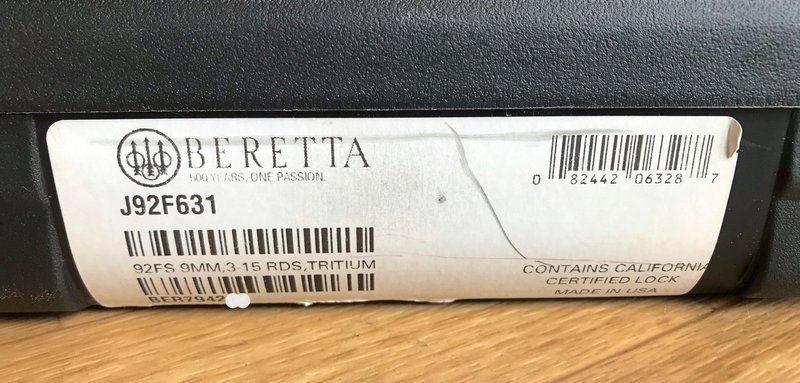 BERETTA
500 YEARS, ONE PASSION.
J92F631
92FS 9MM,3-15 RDS,TRITIUM
BER7942
0 82442 06328 7
CONTAINS CALIFORNIA
CERTIFIED LOCK
MADE IN USA